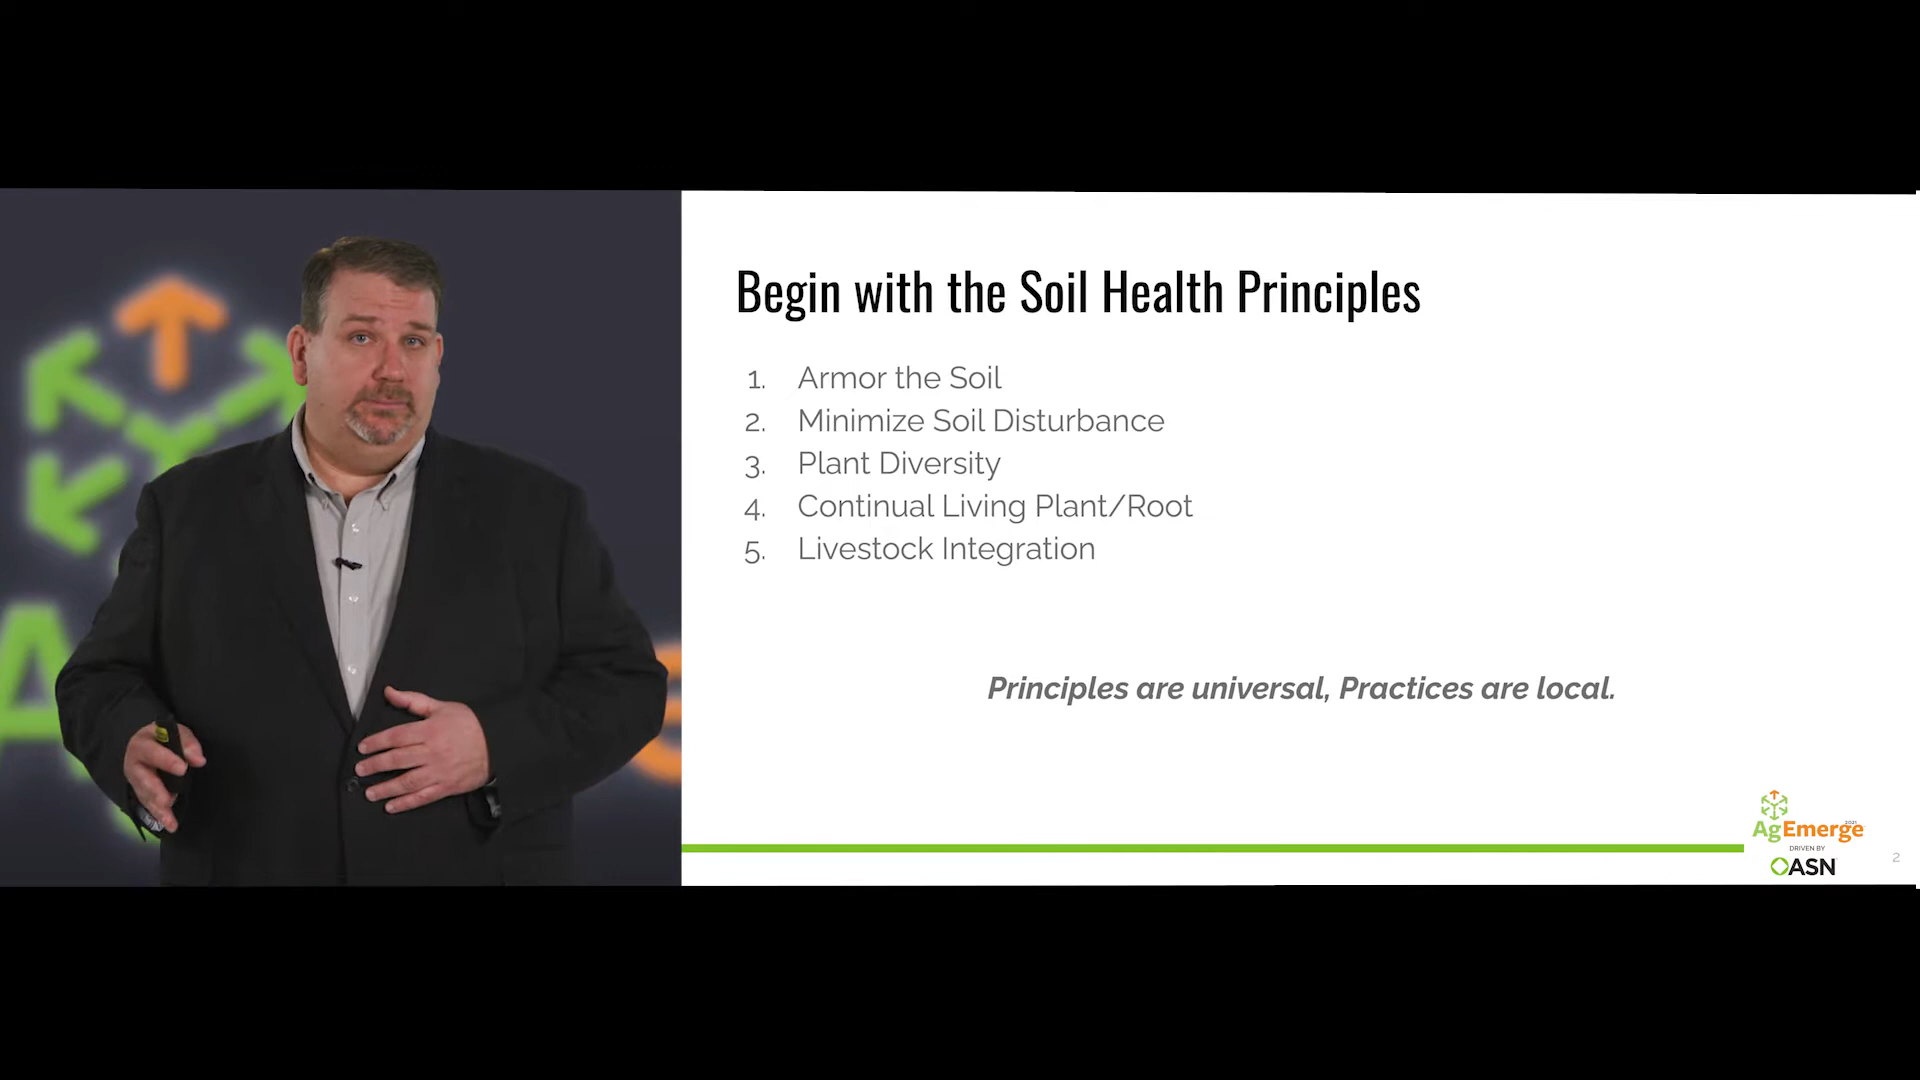 Begin with the Soil Health Principles
1. Armor the Soil
2. Minimize Soil Disturbance
3. Plant Diversity
4. Continual Living Plant/Root
5. Livestock Integration
Principles are universal, Practices are local.
2021
AgEmerge
DRIVEN BY
ASN
2